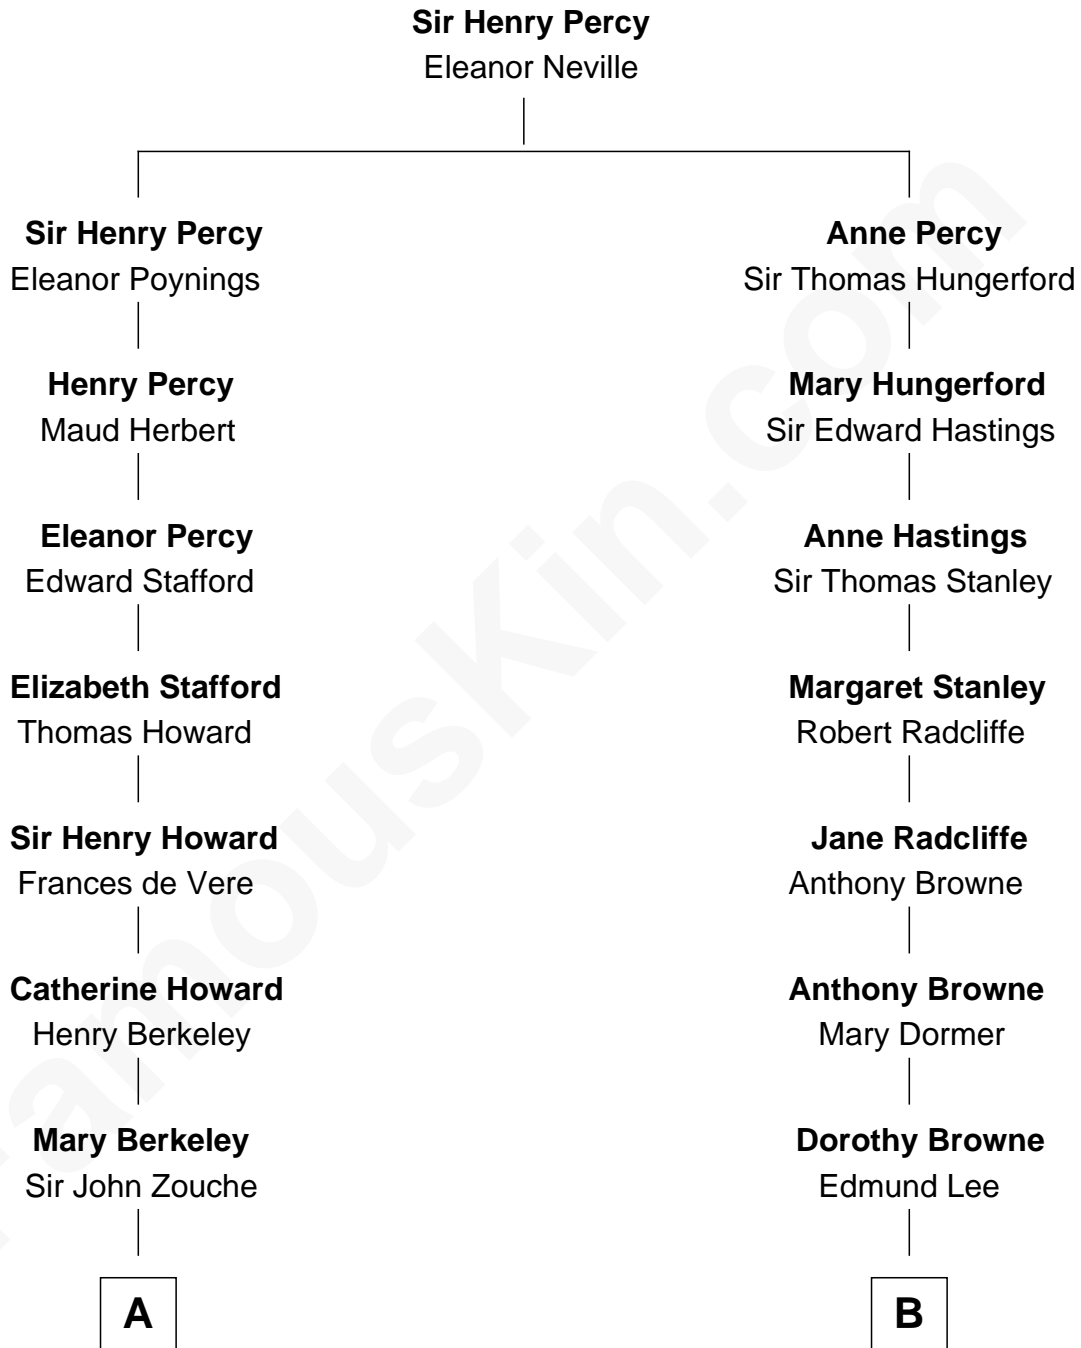 Sir Henry Percy
Eleanor Neville
Sir Henry Percy
Eleanor Poynings
Anne Percy
Sir Thomas Hungerford
Henry Percy
Maud Herbert
Mary Hungerford
Sir Edward Hastings
Eleanor Percy
Edward Stafford
Anne Hastings
Sir Thomas Stanley
Elizabeth Stafford
Thomas Howard
Margaret Stanley
Robert Radcliffe
Sir Henry Howard
Frances de Vere
Jane Radcliffe
Anthony Browne
Catherine Howard
Henry Berkeley
Anthony Browne
Mary Dormer
Mary Berkeley
Sir John Zouche
Dorothy Browne
Edmund Lee
A
B
FamousKin.com